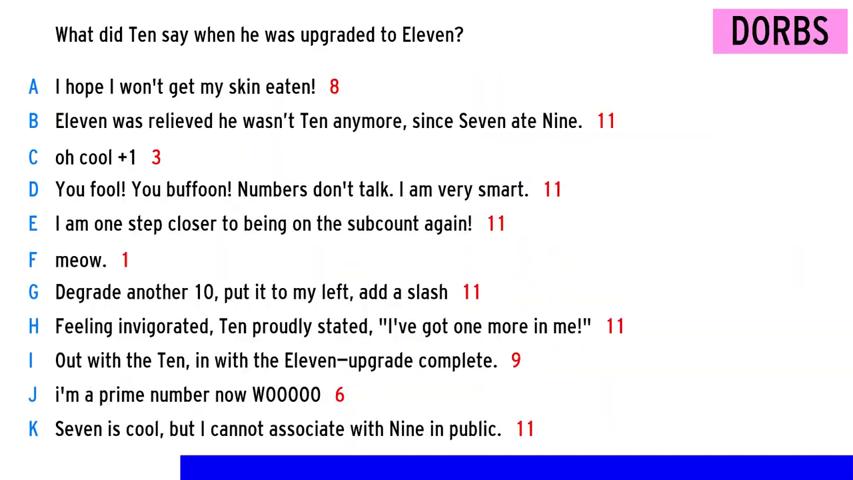 What did Ten say when he was upgraded to Eleven?
DORBS
A I hope I won't get my skin eaten! 8
B Eleven was relieved he wasn’t Ten anymore, since Seven ate Nine. 11
C oh cool +1 3
D You fool! You buffoon! Numbers don't talk. I am very smart. 11
E I am one step closer to being on the subcount again! 11
F meow. 1
G Degrade another 10, put it to my left, add a slash 11
H Feeling invigorated, Ten proudly stated, "I've got one more in me!" 11
I Out with the Ten, in with the Eleven—upgrade complete. 9
J i'm a prime number now WOOOOO 6
K Seven is cool, but I cannot associate with Nine in public. 11